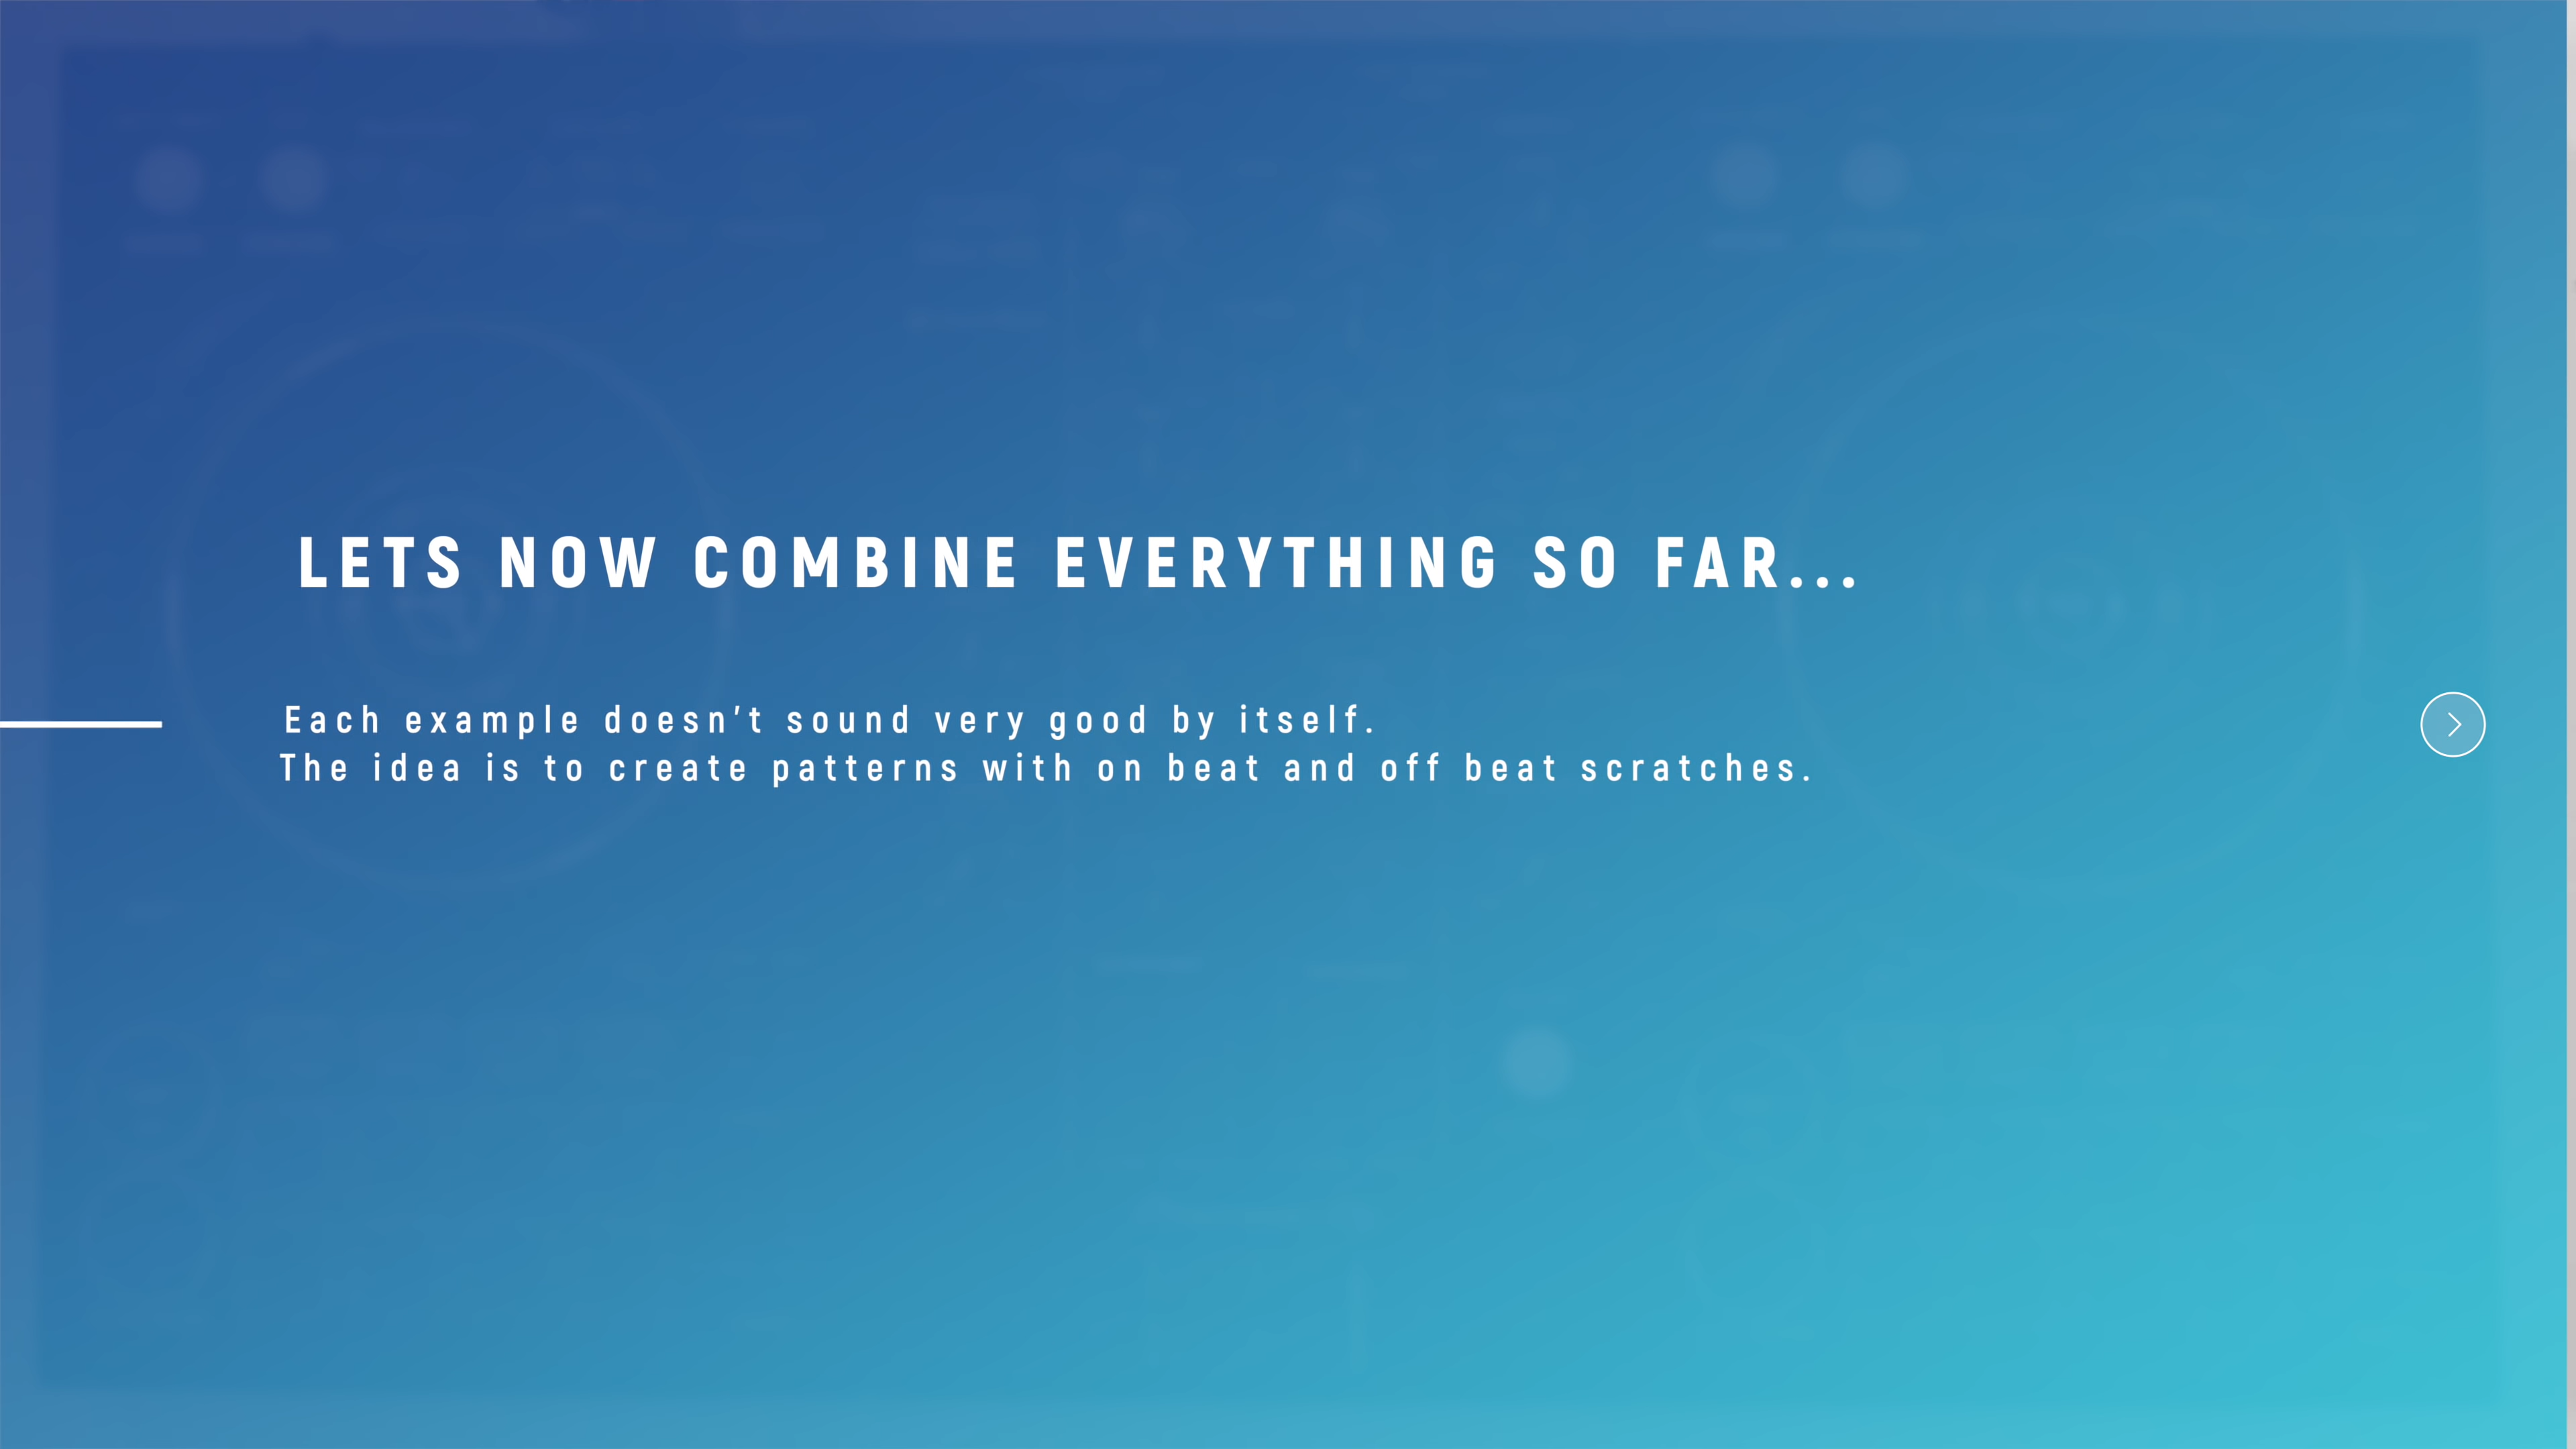 LETS NOW COMBINE EVERYTHING SO FAR...
Each example doesn't sound very good by itself.
The idea is to create patterns with on beat and off beat scratches.